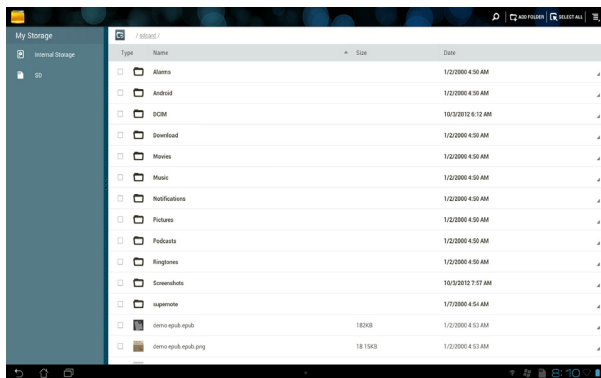 ADD FOLDER SELECT ALL
My Storage / sdcard /
Internal Storage
SD
Type Name Size Date
Alarms 1/2/2000 4:50 AM
Android 1/2/2000 4:50 AM
DCIM 10/3/2012 6:12 AM
Download 1/2/2000 4:50 AM
Movies 1/2/2000 4:50 AM
Music 1/2/2000 4:50 AM
Notifications 1/2/2000 4:50 AM
Pictures 1/2/2000 4:50 AM
Podcasts 1/2/2000 4:50 AM
Ringtones 1/2/2000 4:50 AM
Screenshots 10/3/2012 7:57 AM
supernote 1/7/2000 4:54 AM
demo epub.epub 182KB 1/2/2000 4:53 AM
demo epub.epub.png 18.15KB 1/2/2000 4:53 AM
8:10